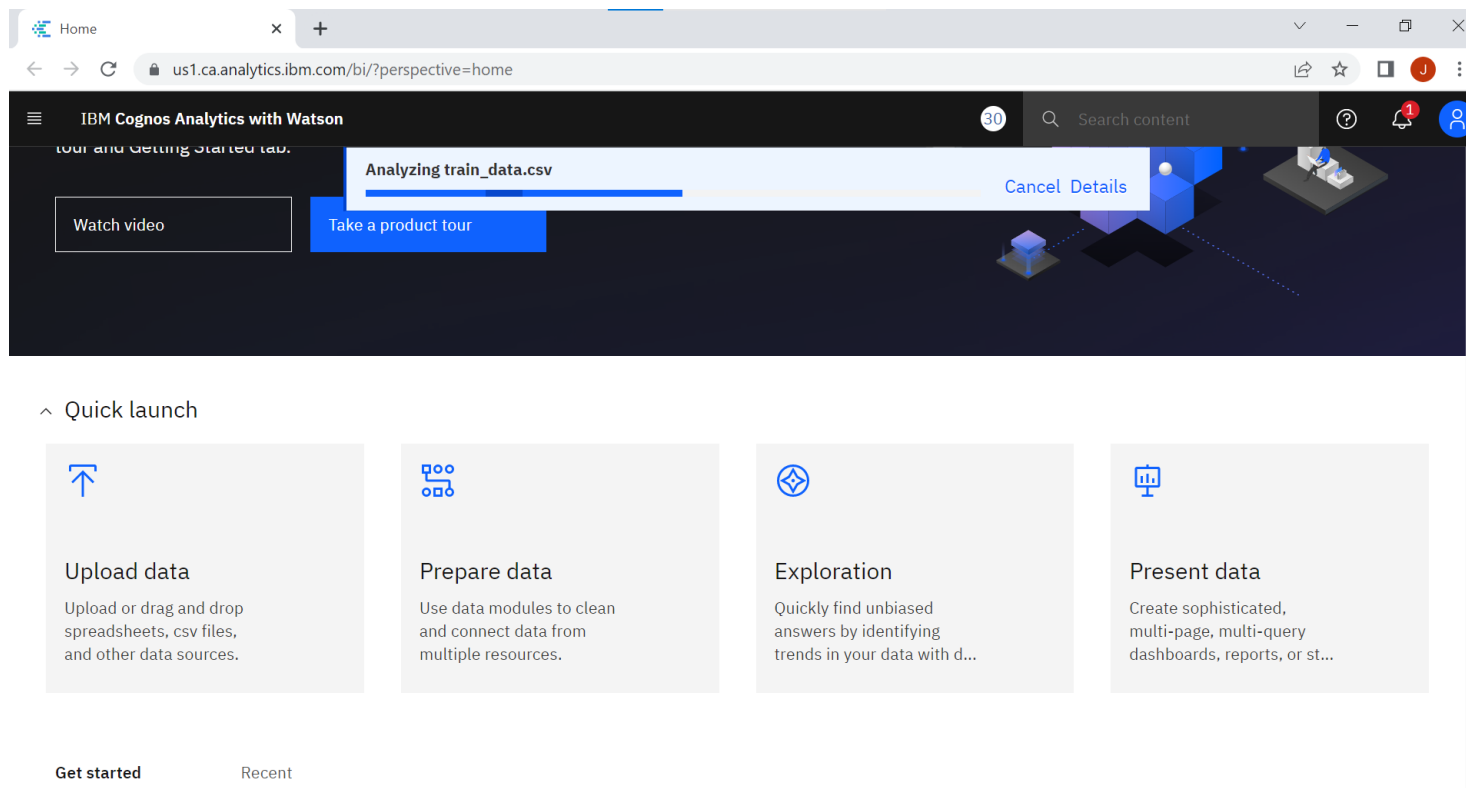 Home
us1.ca.analytics.ibm.com/bi/?perspective=home
J
IBM Cognos Analytics with Watson
30
Search content
1
tour and Getting Started tab.
Analyzing train_data.csv
Cancel Details
Watch video
Take a product tour
Quick launch
Upload data
Upload or drag and drop
spreadsheets, csv files,
and other data sources.
Prepare data
Use data modules to clean
and connect data from
multiple resources.
Exploration
Quickly find unbiased
answers by identifying
trends in your data with d...
Present data
Create sophisticated,
multi-page, multi-query
dashboards, reports, or st...
Get started
Recent